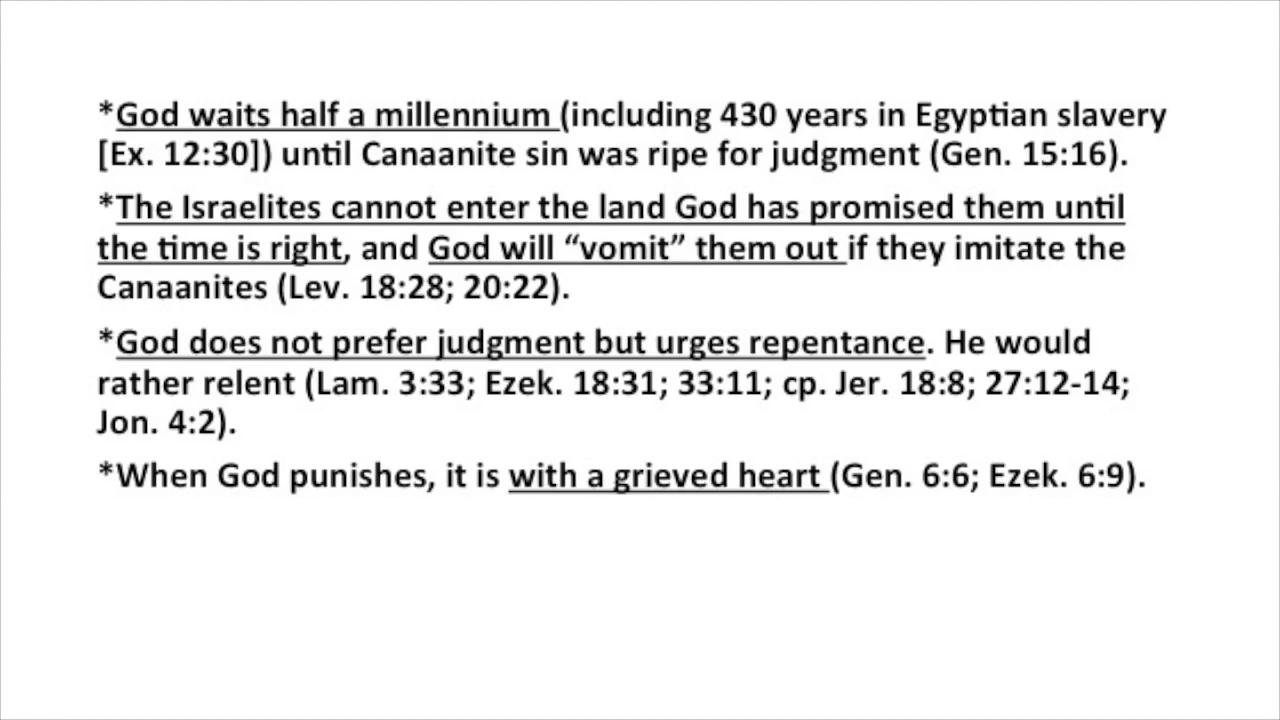 *God waits half a millennium (including 430 years in Egyptian slavery
[Ex. 12:30]) until Canaanite sin was ripe for judgment (Gen. 15:16).
*The Israelites cannot enter the land God has promised them until
the time is right, and God will “vomit” them out if they imitate the
Canaanites (Lev. 18:28; 20:22).
*God does not prefer judgment but urges repentance. He would
rather relent (Lam. 3:33; Ezek. 18:31; 33:11; cp. Jer. 18:8; 27:12-14;
Jon. 4:2).
*When God punishes, it is with a grieved heart (Gen. 6:6; Ezek. 6:9).